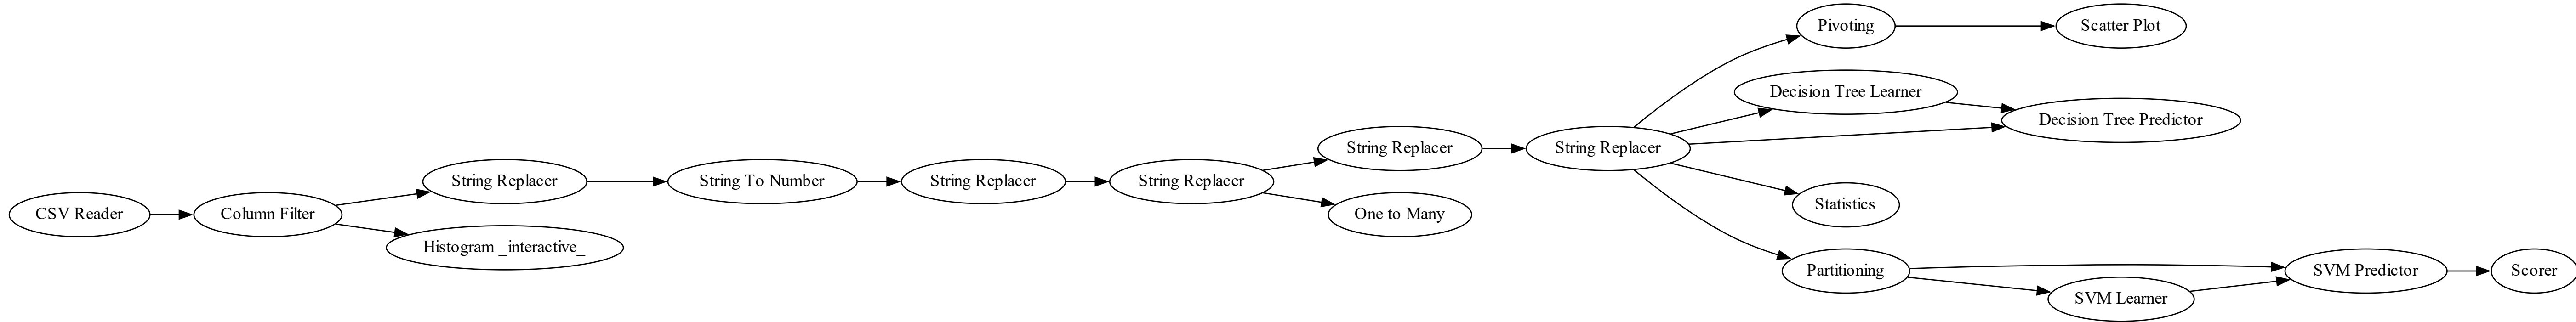 CSV Reader
Column Filter
String Replacer
Histogram _interactive_
String To Number
String Replacer
String Replacer
String Replacer
One to Many
String Replacer
Pivoting
Scatter Plot
Decision Tree Learner
Decision Tree Predictor
Statistics
Partitioning
SVM Learner
SVM Predictor
Scorer